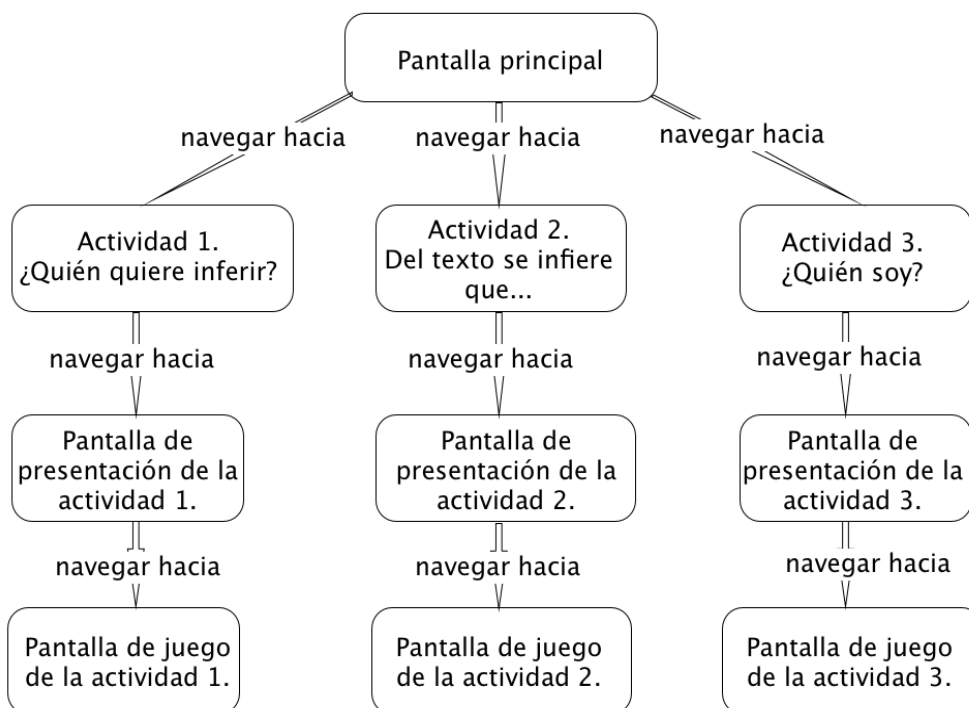 Pantalla principal
navegar hacia
navegar hacia
navegar hacia
Actividad 1.
¿Quién quiere inferir?
Actividad 2.
Del texto se infiere
que...
Actividad 3.
¿Quién soy?
navegar hacia
navegar hacia
navegar hacia
Pantalla de
presentación de la
actividad 1.
Pantalla de
presentación de la
actividad 2.
Pantalla de
presentación de la
actividad 3.
navegar hacia
navegar hacia
navegar hacia
Pantalla de juego
de la actividad 1.
Pantalla de juego
de la actividad 2.
Pantalla de juego
de la actividad 3.